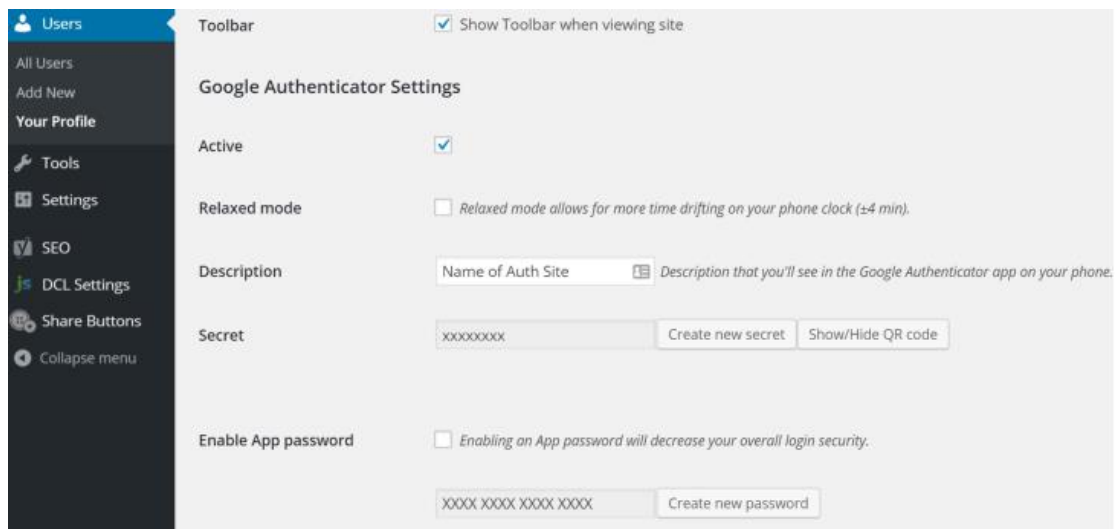 Users
All Users
Add New
Your Profile
Tools
Settings
SEO
js DCL Settings
Share Buttons
Collapse menu
Toolbar
Show Toolbar when viewing site
Google Authenticator Settings
Active
Relaxed mode
Relaxed mode allows for more time drifting on your phone clock (±4 min).
Description
Name of Auth Site
Description that you'll see in the Google Authenticator app on your phone.
Secret
xxxxxxxx
Create new secret
Show/Hide QR code
Enable App password
Enabling an App password will decrease your overall login security.
XXXX XXXX XXXX XXXX
Create new password